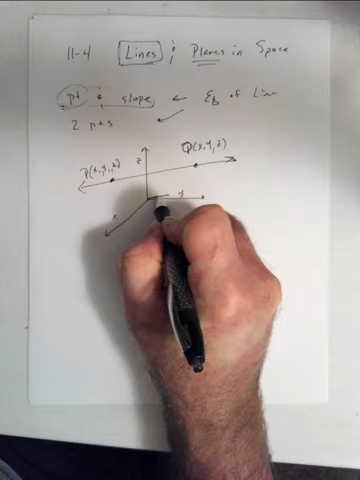 11-4 Lines & Planes in Space
pt & slope ← Eq of Line
2 pts
P(x, y, z) z Q(x, y, z)
y
x